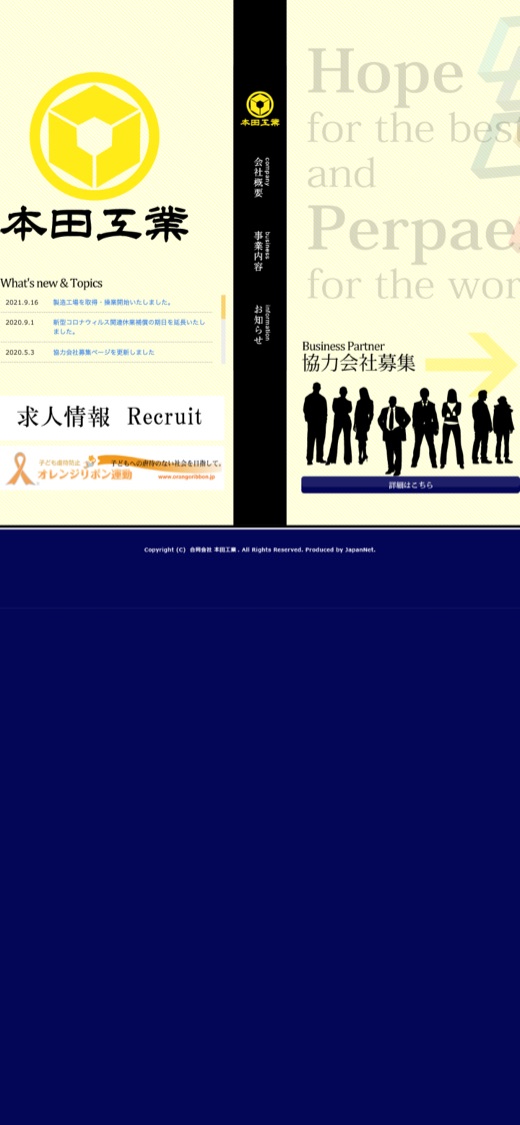 本田工業
What's new & Topics
2021.9.16 製造工場を取得・操業開始いたしました。
2020.9.1 新型コロナウィルス関連休業補償の期日を延長いたし
ました。
2020.5.3 協力会社募集ページを更新しました
求人情報 Recruit
子ども虐待防止
オレンジリボン運動
子どもへの虐待のない社会を目指して。
www.orangeribbon.jp
本田工業
会社概要
company
事業内容
business
お知らせ
information
Hope
for the best
and
Perpae
for the wor
Business Partner
協力会社募集
詳細はこちら
Copyright (C) 合同会社 本田工業 . All Rights Reserved. Produced by JapanNet.